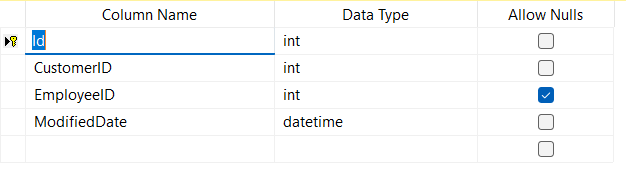 Column Name Data Type Allow Nulls
Id int
CustomerID int
EmployeeID int
ModifiedDate datetime